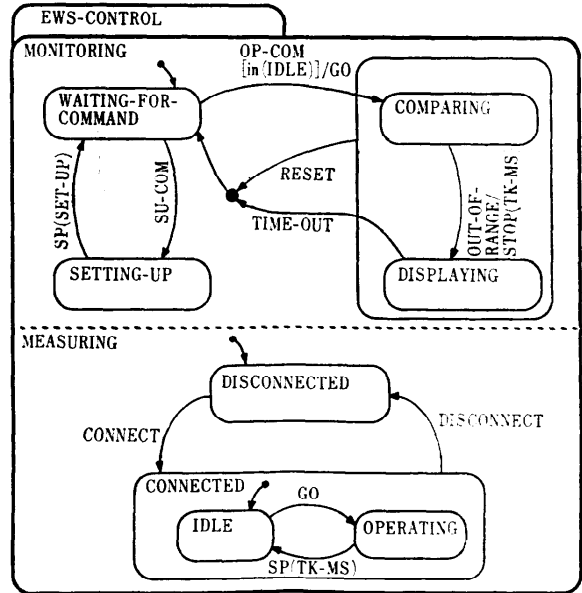 EWS-CONTROL
MONITORING
OP-COM
[in(IDLE)]/GO
WAITING-FOR-
COMMAND
COMPARING
SP(SET-UP)
SU-COM
RESET
TIME-OUT
OUT-OF-
RANGE/
STOP(TK-MS
SETTING-UP
DISPLAYING
MEASURING
DISCONNECTED
CONNECT
DISCONNECT
CONNECTED
GO
IDLE
OPERATING
SP(TK-MS)